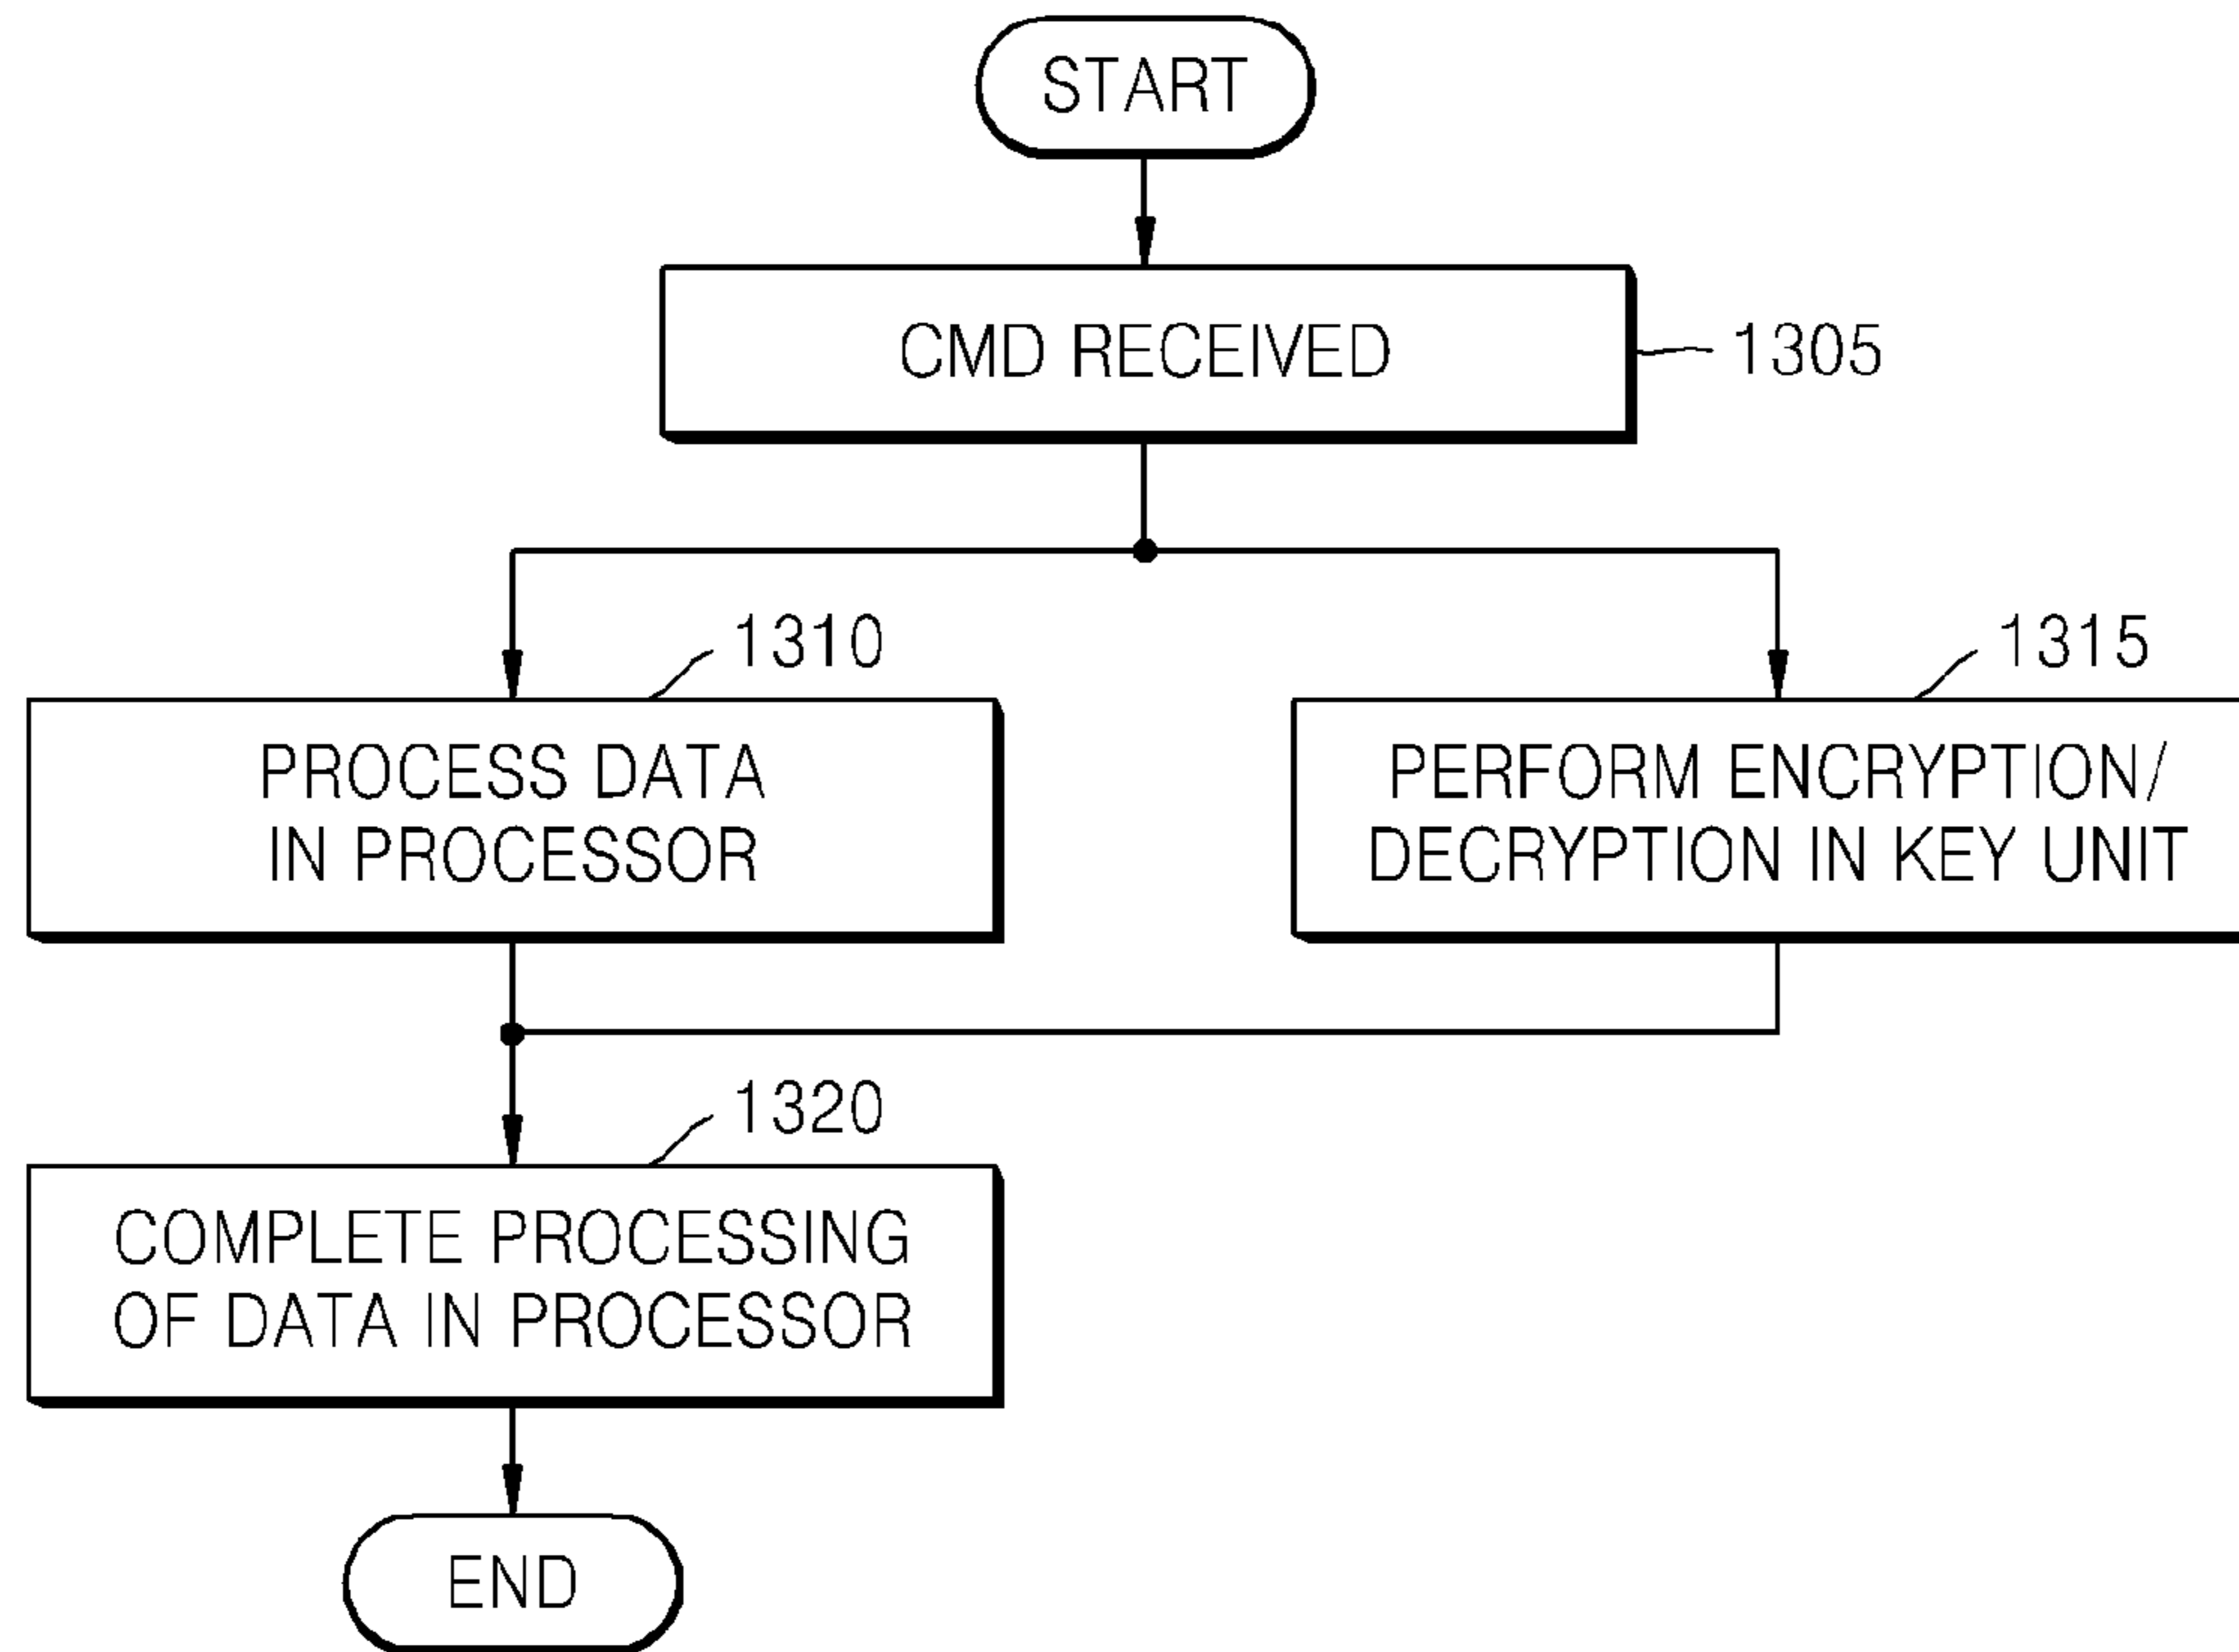 START
CMD RECEIVED
1305
1310
PROCESS DATA
IN PROCESSOR
1315
PERFORM ENCRYPTION/
DECRYPTION IN KEY UNIT
1320
COMPLETE PROCESSING
OF DATA IN PROCESSOR
END